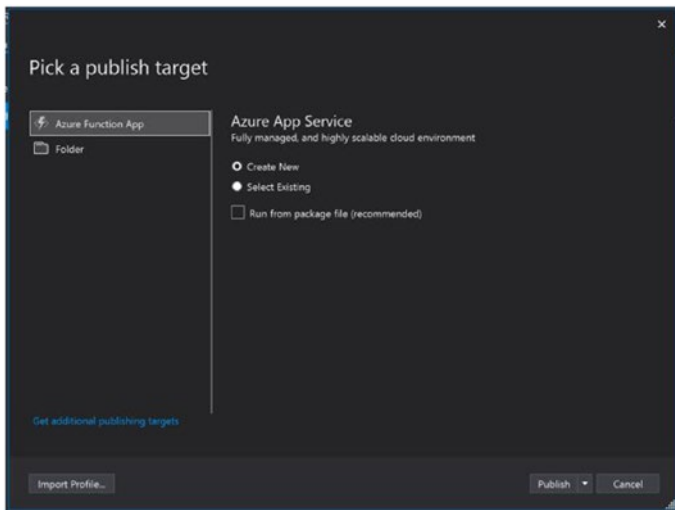 Pick a publish target
Azure Function App
Folder
Azure App Service
Fully managed, and highly scalable cloud environment
Create New
Select Existing
Run from package file (recommended)
Get additional publishing targets
Import Profile...
Publish
Cancel